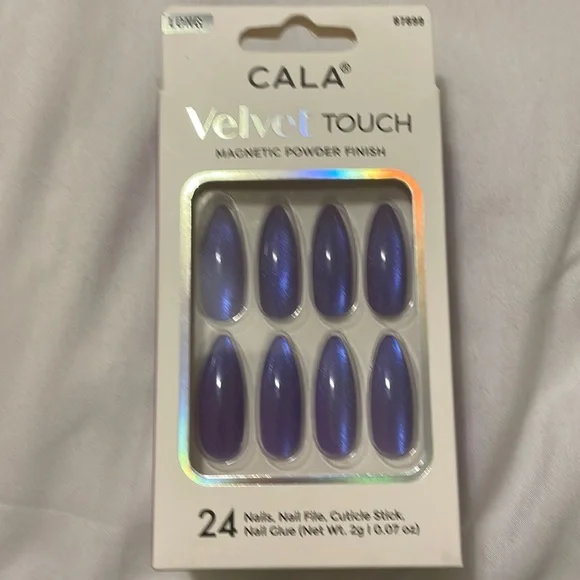 LONG
87899
CALA®
Velvet TOUCH
MAGNETIC POWDER FINISH
24 Nails, Nail File, Cuticle Stick,
Nail Glue (Net Wt. 2g | 0.07 oz)